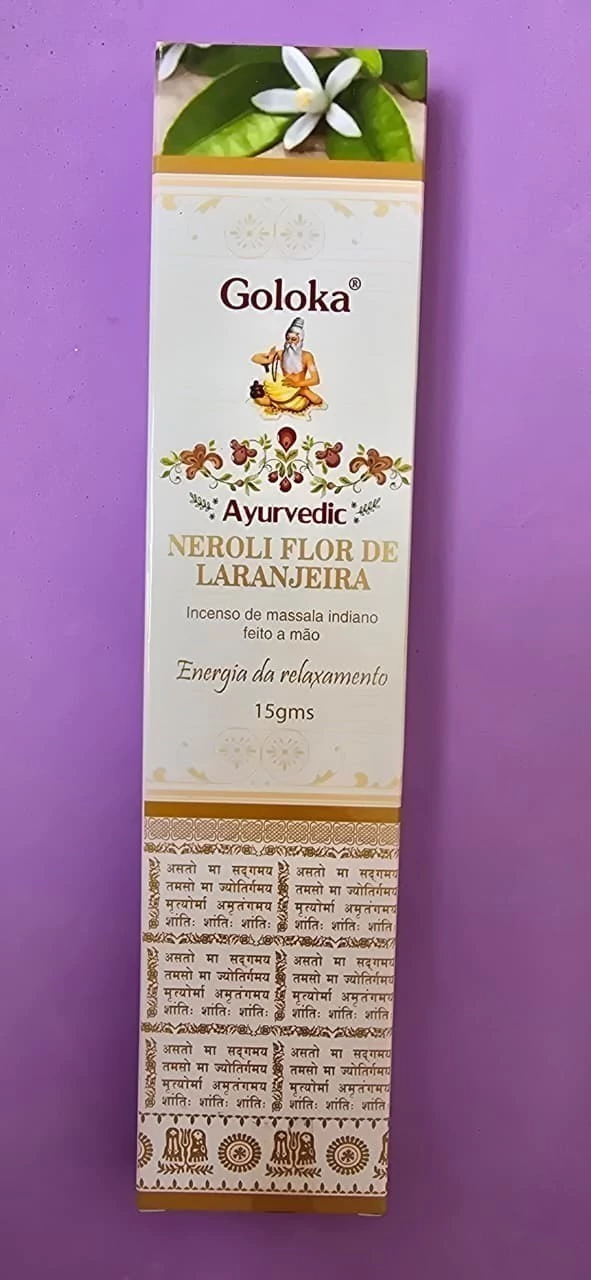 Goloka®
Ayurvedic
NEROLI FLOR DE
LARANJEIRA
Incenso de massala indiano
feito a mão
Energia da relaxamento
15gms
असतो मा सद्गमय असतो मा सद्गमय
तमसो मा ज्योतिर्गमय तमसो मा ज्योतिर्गमय
मृत्योर्मा अमृतंगमय मृत्योर्मा अमृतंगमय
शांतिः शांतिः शांतिः शांतिः शांतिः शांति
असतो मा सद्गमय असतो मा सद्गमय
तमसो मा ज्योतिर्गमय तमसो मा ज्योतिर्गमय
मृत्योर्मा अमृतंगमय मृत्योर्मा अमृतंगमय
शांतिः शांतिः शांतिः शांतिः शांतिः शांति
असतो मा सद्गमय असतो मा सद्गमय
तमसो मा ज्योतिर्गमय तमसो मा ज्योतिर्गमय
मृत्योर्मा अमृतंगमय मृत्योर्मा अमृतंगमय
शांतिः शांतिः शांतिः शांतिः शांतिः शांति